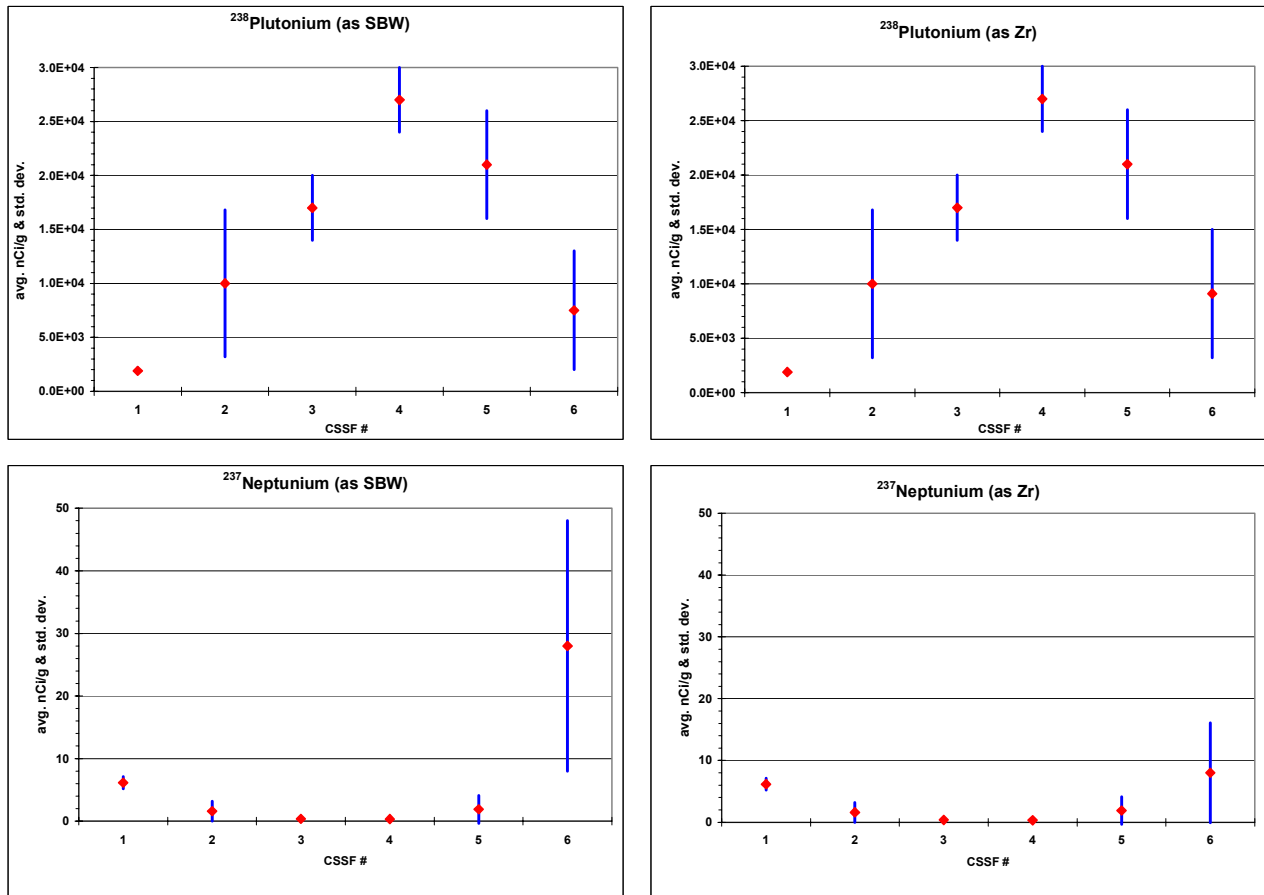 ²³⁸Plutonium (as SBW)
avg. nCi/g & std. dev.
3.0E+04
2.5E+04
2.0E+04
1.5E+04
1.0E+04
5.0E+03
0.0E+00
1 2 3 4 5 6
CSSF #
²³⁸Plutonium (as Zr)
avg. nCi/g & std. dev.
3.0E+04
2.5E+04
2.0E+04
1.5E+04
1.0E+04
5.0E+03
0.0E+00
1 2 3 4 5 6
CSSF #
²³⁷Neptunium (as SBW)
avg. nCi/g & std. dev.
50
40
30
20
10
0
1 2 3 4 5 6
CSSF #
²³⁷Neptunium (as Zr)
avg. nCi/g & std. dev.
50
40
30
20
10
0
1 2 3 4 5 6
CSSF #